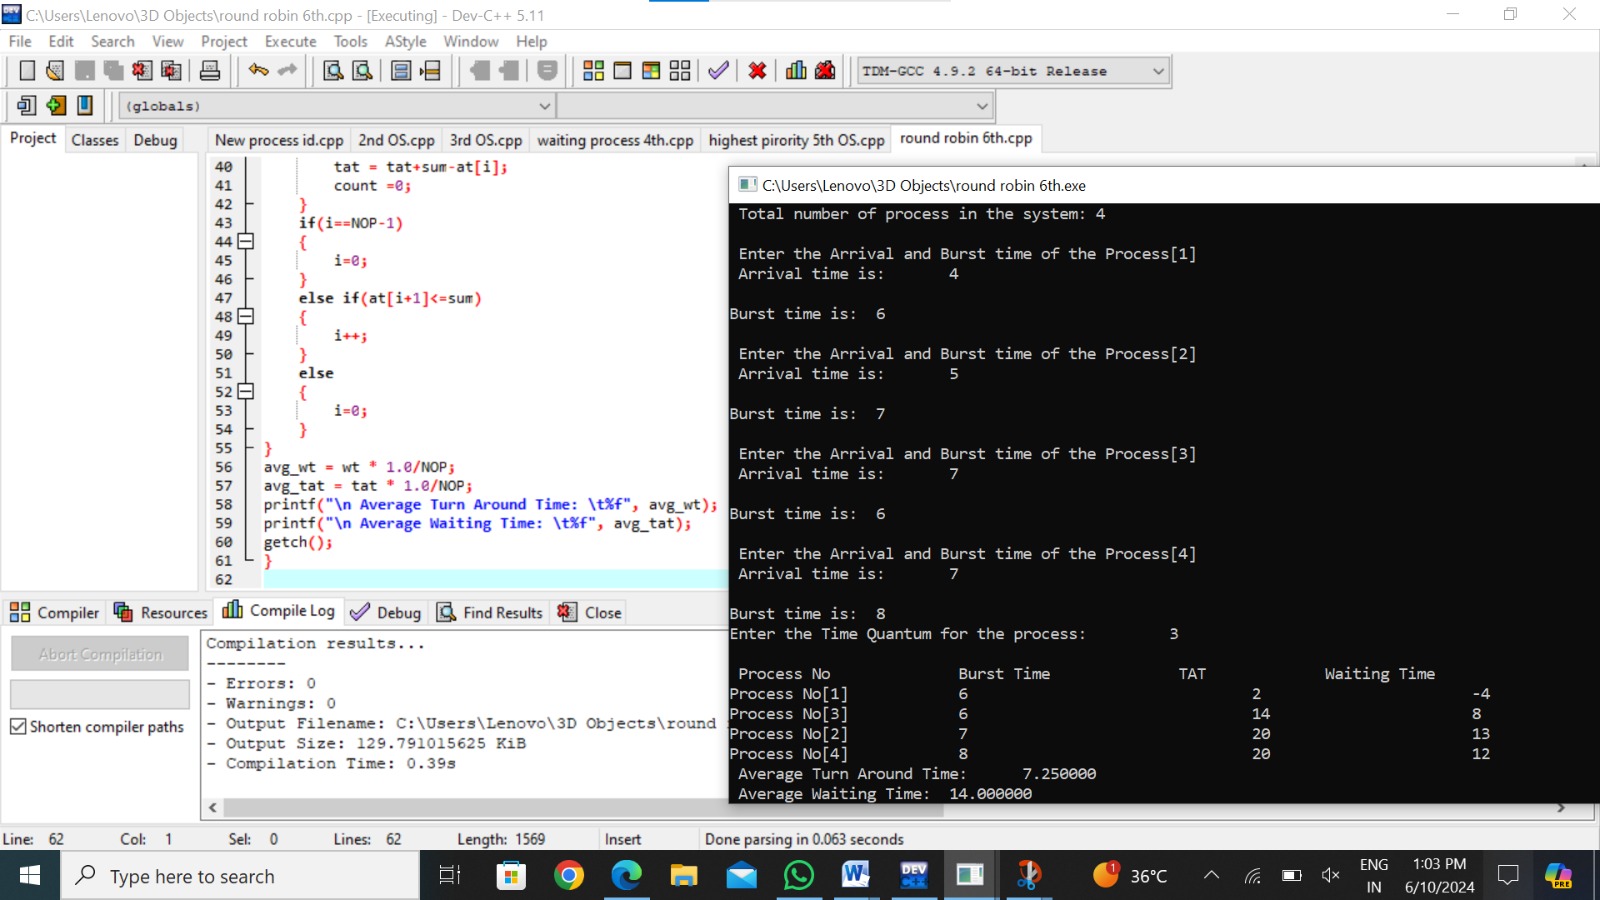 C:\Users\Lenovo\3D Objects\round robin 6th.cpp - [Executing] - Dev-C++ 5.11
File Edit Search View Project Execute Tools AStyle Window Help
TDM-GCC 4.9.2 64-bit Release
(globals)
Project Classes Debug
New process id.cpp 2nd OS.cpp 3rd OS.cpp waiting process 4th.cpp highest pirority 5th OS.cpp round robin 6th.cpp
40 tat = tat+sum-at[i];
41 count =0;
42 }
43 if(i==NOP-1)
44 {
45 i=0;
46 }
47 else if(at[i+1]<=sum)
48 {
49 i++;
50 }
51 else
52 {
53 i=0;
54 }
55 }
56 avg_wt = wt * 1.0/NOP;
57 avg_tat = tat * 1.0/NOP;
58 printf("\n Average Turn Around Time: \t%f", avg_wt);
59 printf("\n Average Waiting Time: \t%f", avg_tat);
60 getch();
61 }
62
C:\Users\Lenovo\3D Objects\round robin 6th.exe
Total number of process in the system: 4
Enter the Arrival and Burst time of the Process[1]
Arrival time is: 4
Burst time is: 6
Enter the Arrival and Burst time of the Process[2]
Arrival time is: 5
Burst time is: 7
Enter the Arrival and Burst time of the Process[3]
Arrival time is: 7
Burst time is: 6
Enter the Arrival and Burst time of the Process[4]
Arrival time is: 7
Burst time is: 8
Enter the Time Quantum for the process: 3
Process No Burst Time TAT Waiting Time
Process No[1] 6 2 -4
Process No[3] 6 14 8
Process No[2] 7 20 13
Process No[4] 8 20 12
Average Turn Around Time: 7.250000
Average Waiting Time: 14.000000
Compiler Resources Compile Log Debug Find Results Close
Abort Compilation
Shorten compiler paths
Compilation results...
--------
- Errors: 0
- Warnings: 0
- Output Filename: C:\Users\Lenovo\3D Objects\round
- Output Size: 129.791015625 KiB
- Compilation Time: 0.39s
Line: 62 Col: 1 Sel: 0 Lines: 62 Length: 1569 Insert Done parsing in 0.063 seconds
Type here to search
DEV C++
1
36°C
ENG
IN
1:03 PM
6/10/2024
PRE